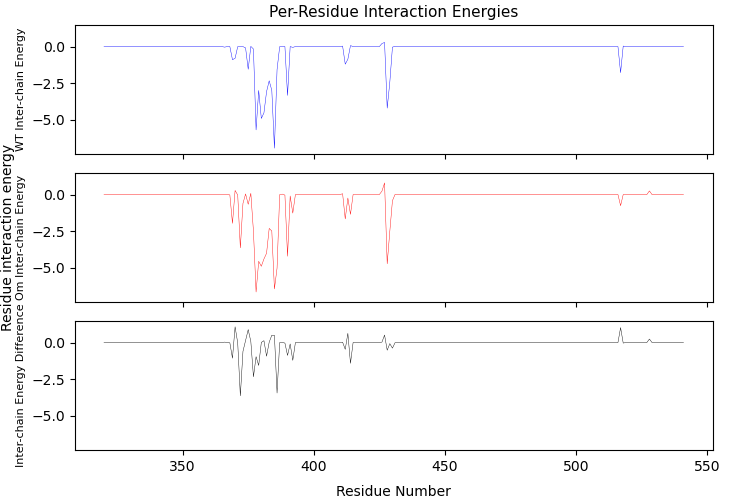 Per-Residue Interaction Energies
WT Inter-chain Energy
0.0
−2.5
−5.0
Residue interaction energy
Om Inter-chain Energy
0.0
−2.5
−5.0
Inter-chain Energy Difference
0.0
−2.5
−5.0
350
400
450
500
550
Residue Number